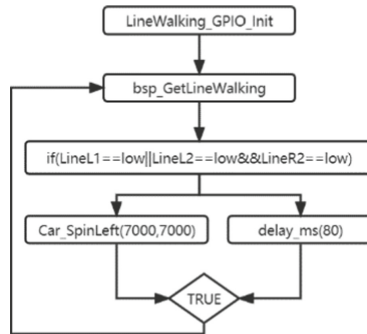 LineWalking_GPIO_Init
bsp_GetLineWalking
if(LineL1==low||LineL2==low&&LineR2==low)
Car_SpinLeft(7000,7000)
delay_ms(80)
TRUE